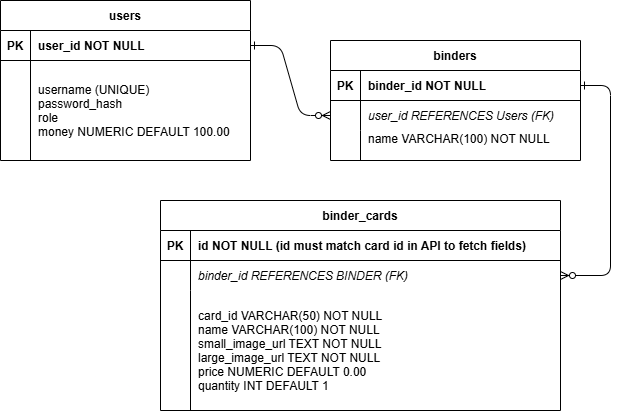 users
PK user_id NOT NULL
username (UNIQUE)
password_hash
role
money NUMERIC DEFAULT 100.00
binders
PK binder_id NOT NULL
user_id REFERENCES Users (FK)
name VARCHAR(100) NOT NULL
binder_cards
PK id NOT NULL (id must match card id in API to fetch fields)
binder_id REFERENCES BINDER (FK)
card_id VARCHAR(50) NOT NULL
name VARCHAR(100) NOT NULL
small_image_url TEXT NOT NULL
large_image_url TEXT NOT NULL
price NUMERIC DEFAULT 0.00
quantity INT DEFAULT 1